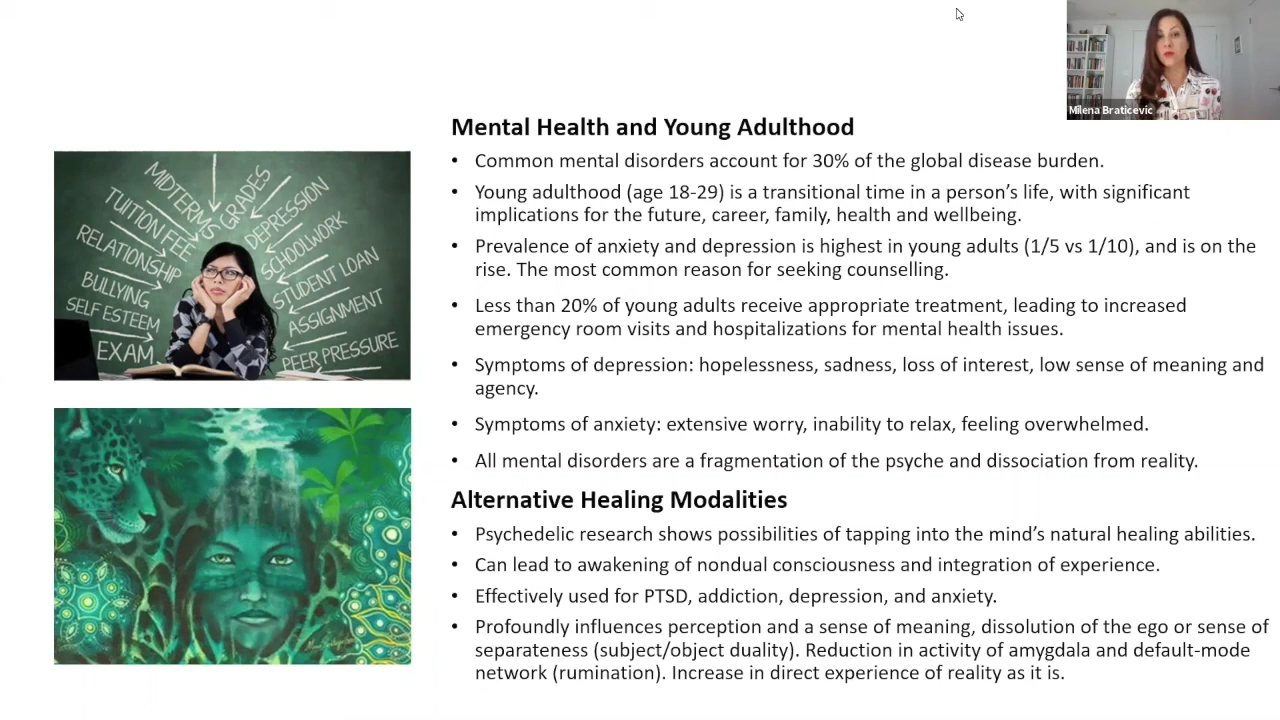 Milena Braticevic
Mental Health and Young Adulthood
• Common mental disorders account for 30% of the global disease burden.
• Young adulthood (age 18-29) is a transitional time in a person's life, with significant
implications for the future, career, family, health and wellbeing.
• Prevalence of anxiety and depression is highest in young adults (1/5 vs 1/10), and is on the
rise. The most common reason for seeking counselling.
• Less than 20% of young adults receive appropriate treatment, leading to increased
emergency room visits and hospitalizations for mental health issues.
• Symptoms of depression: hopelessness, sadness, loss of interest, low sense of meaning and
agency.
• Symptoms of anxiety: extensive worry, inability to relax, feeling overwhelmed.
• All mental disorders are a fragmentation of the psyche and dissociation from reality.
Alternative Healing Modalities
• Psychedelic research shows possibilities of tapping into the mind's natural healing abilities.
• Can lead to awakening of nondual consciousness and integration of experience.
• Effectively used for PTSD, addiction, depression, and anxiety.
• Profoundly influences perception and a sense of meaning, dissolution of the ego or sense of
separateness (subject/object duality). Reduction in activity of amygdala and default-mode
network (rumination). Increase in direct experience of reality as it is.
MIDTERMS
GRADES
TUITION FEE
DEPRESSION
RELATIONSHIP
SCHOOLWORK
BULLYING
STUDENT LOAN
SELF ESTEEM
ASSIGNMENT
EXAM
PEER PRESSURE